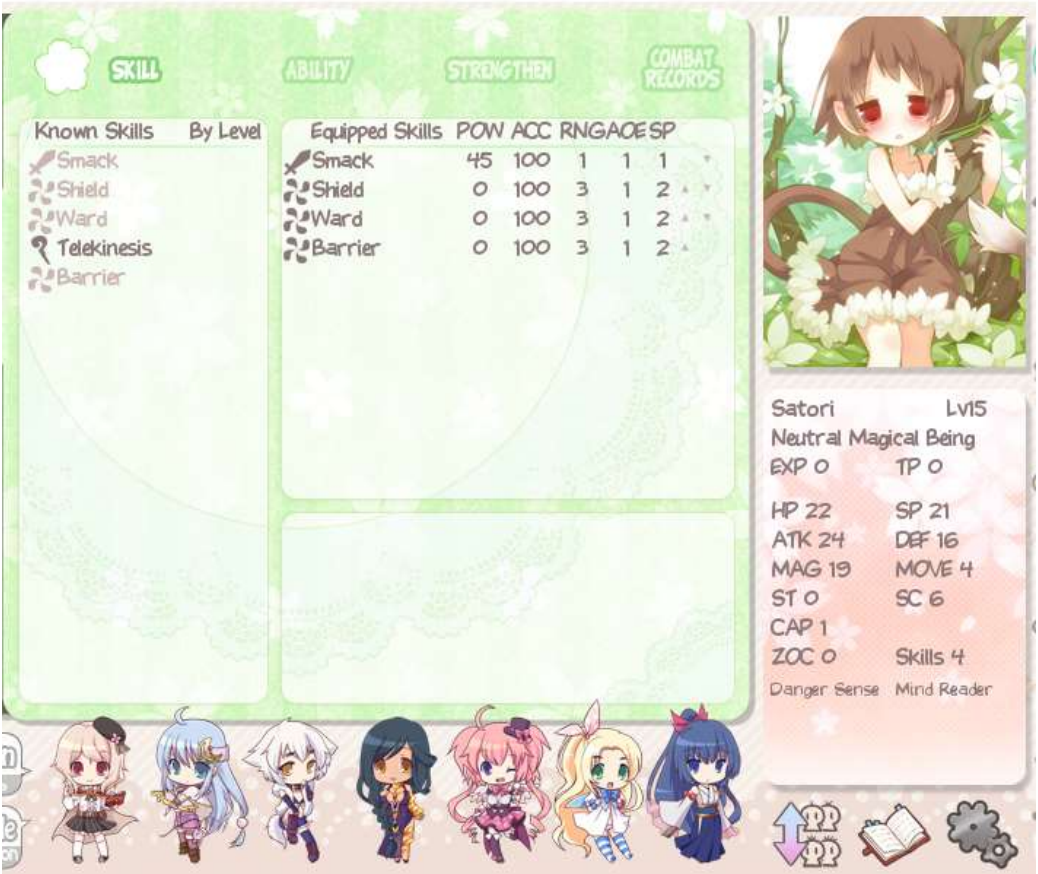 SKILL ABILITY STRENGTHEN COMBAT RECORDS
Known Skills By Level
Smack
Shield
Ward
Telekinesis
Barrier
Equipped Skills POW ACC RNG AOE SP
Smack 45 100 1 1 1
Shield 0 100 3 1 2
Ward 0 100 3 1 2
Barrier 0 100 3 1 2
Satori Lv15
Neutral Magical Being
EXP 0 TP 0
HP 22 SP 21
ATK 24 DEF 16
MAG 19 MOVE 4
ST 0 SC 6
CAP 1
ZOC 0 Skills 4
Danger Sense Mind Reader